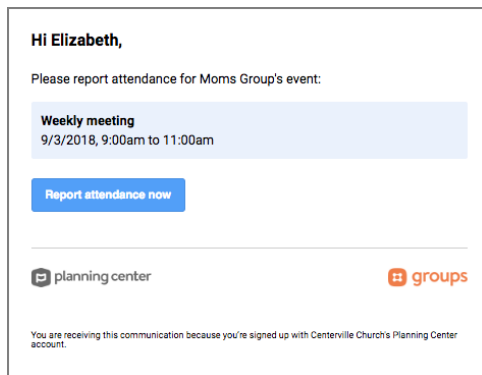 Hi Elizabeth,
Please report attendance for Moms Group's event:
Weekly meeting
9/3/2018, 9:00am to 11:00am
Report attendance now
planning center
groups
You are receiving this communication because you're signed up with Centerville Church's Planning Center
account.